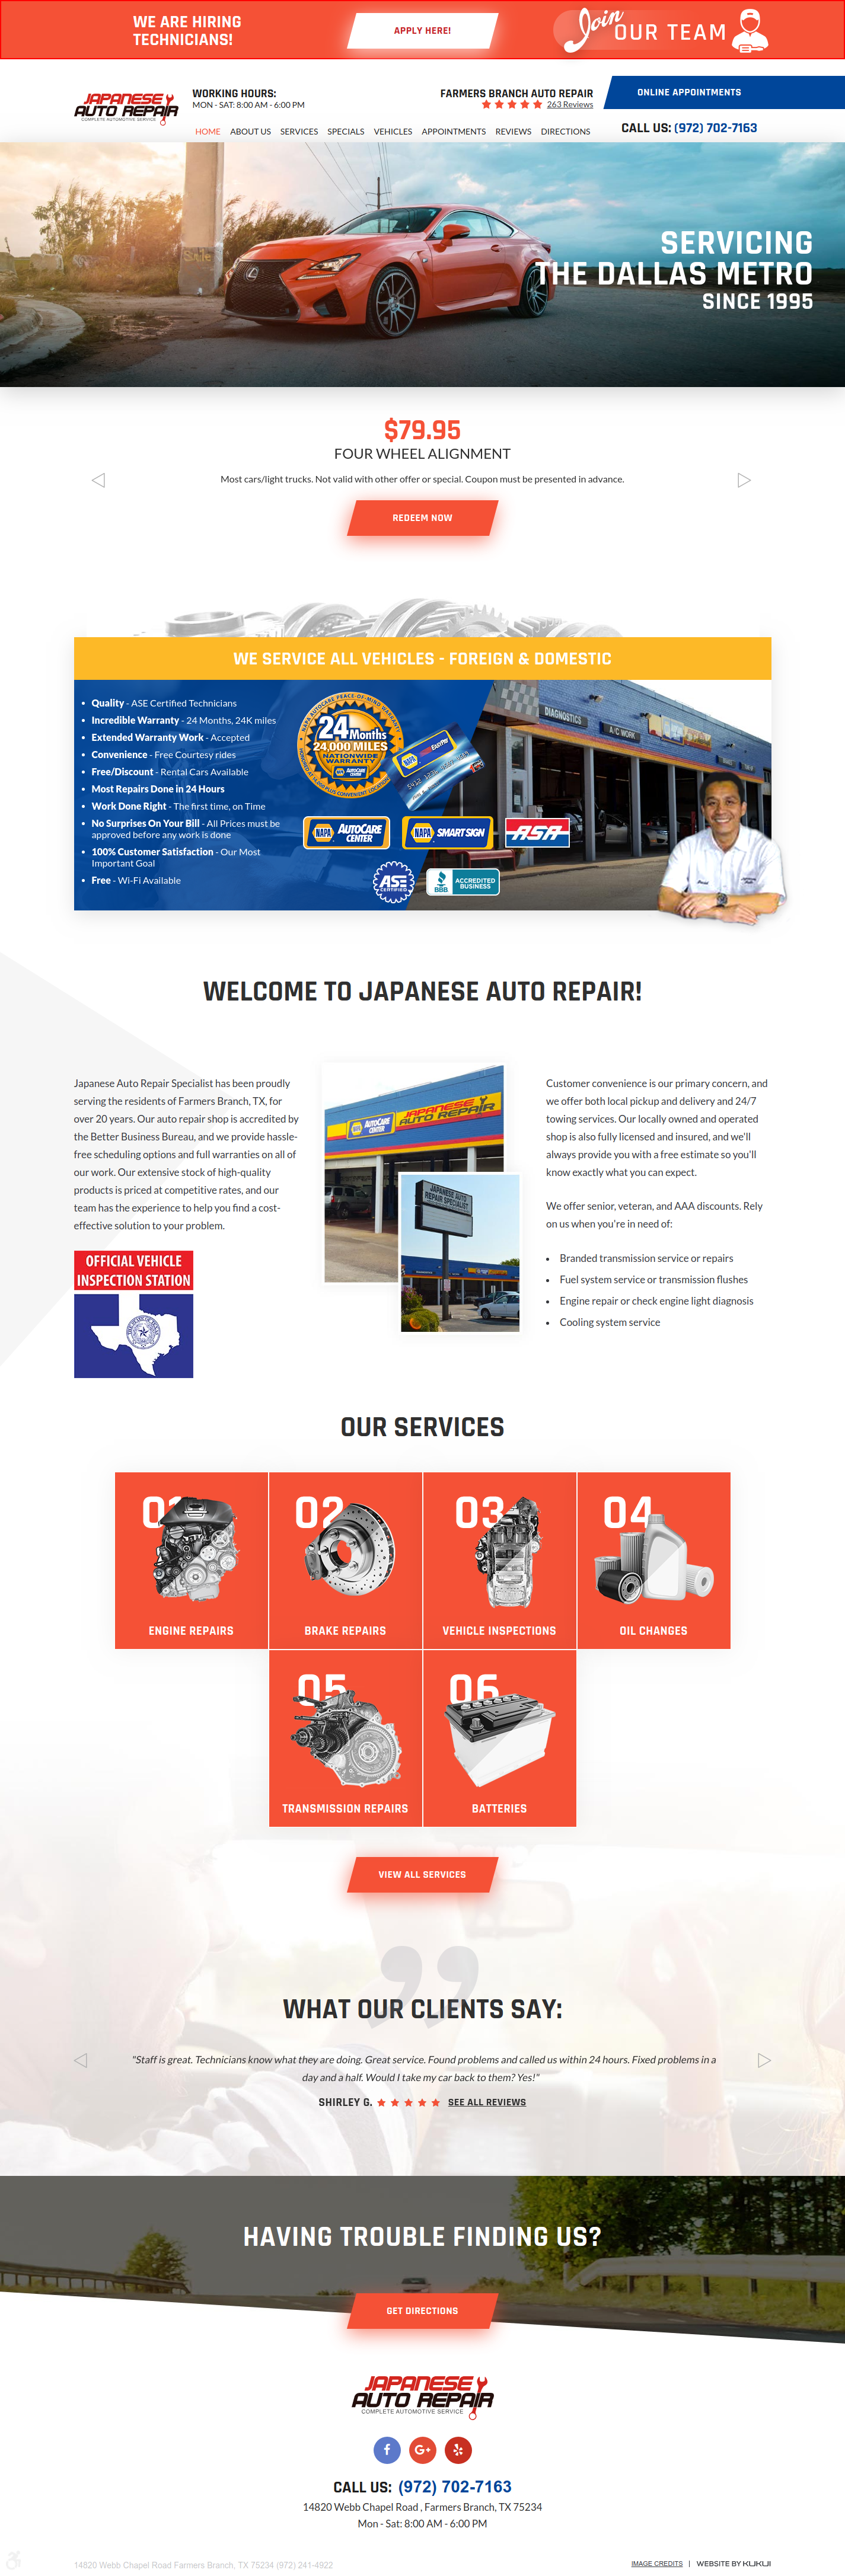 WE ARE HIRING
TECHNICIANS!
APPLY HERE!
Join OUR TEAM
JAPANESE
AUTO REPAIR
COMPLETE AUTOMOTIVE SERVICE
WORKING HOURS:
MON - SAT: 8:00 AM - 6:00 PM
FARMERS BRANCH AUTO REPAIR
263 Reviews
ONLINE APPOINTMENTS
CALL US: (972) 702-7163
HOME ABOUT US SERVICES SPECIALS VEHICLES APPOINTMENTS REVIEWS DIRECTIONS
Smile
SERVICING
THE DALLAS METRO
SINCE 1995
$79.95
FOUR WHEEL ALIGNMENT
Most cars/light trucks. Not valid with other offer or special. Coupon must be presented in advance.
REDEEM NOW
WE SERVICE ALL VEHICLES - FOREIGN & DOMESTIC
• Quality - ASE Certified Technicians
• Incredible Warranty - 24 Months, 24K miles
• Extended Warranty Work - Accepted
• Convenience - Free Courtesy rides
• Free/Discount - Rental Cars Available
• Most Repairs Done in 24 Hours
• Work Done Right - The first time, on Time
• No Surprises On Your Bill - All Prices must be
approved before any work is done
• 100% Customer Satisfaction - Our Most
Important Goal
• Free - Wi-Fi Available
NAPA AUTOCARE PEACE-OF-MIND WARRANTY
24 Months
24,000 MILES
NATIONWIDE
WARRANTY
NAPA EASYPAY
DIAGNOSTICS
A/C WORK
NAPA AUTOCARE
CENTER
NAPA SMART SIGN
ASA
ASE
CERTIFIED
BBB
ACCREDITED
BUSINESS
WELCOME TO JAPANESE AUTO REPAIR!
Japanese Auto Repair Specialist has been proudly
serving the residents of Farmers Branch, TX, for
over 20 years. Our auto repair shop is accredited by
the Better Business Bureau, and we provide hassle-
free scheduling options and full warranties on all of
our work. Our extensive stock of high-quality
products is priced at competitive rates, and our
team has the experience to help you find a cost-
effective solution to your problem.
OFFICIAL VEHICLE
INSPECTION STATION
AUTOCARE
CENTER
JAPANESE
AUTO REPAIR
JAPANESE AUTO
REPAIR SPECIALIST
Customer convenience is our primary concern, and
we offer both local pickup and delivery and 24/7
towing services. Our locally owned and operated
shop is also fully licensed and insured, and we'll
always provide you with a free estimate so you'll
know exactly what you can expect.
We offer senior, veteran, and AAA discounts. Rely
on us when you're in need of:
• Branded transmission service or repairs
• Fuel system service or transmission flushes
• Engine repair or check engine light diagnosis
• Cooling system service
OUR SERVICES
01
ENGINE REPAIRS
02
BRAKE REPAIRS
03
VEHICLE INSPECTIONS
04
OIL CHANGES
05
TRANSMISSION REPAIRS
06
BATTERIES
VIEW ALL SERVICES
WHAT OUR CLIENTS SAY:
"Staff is great. Technicians know what they are doing. Great service. Found problems and called us within 24 hours. Fixed problems in a
day and a half. Would I take my car back to them? Yes!"
SHIRLEY G. SEE ALL REVIEWS
HAVING TROUBLE FINDING US?
GET DIRECTIONS
JAPANESE
AUTO REPAIR
COMPLETE AUTOMOTIVE SERVICE
CALL US: (972) 702-7163
14820 Webb Chapel Road , Farmers Branch, TX 75234
Mon - Sat: 8:00 AM - 6:00 PM
14820 Webb Chapel Road Farmers Branch, TX 75234 (972) 241-4922
IMAGE CREDITS | WEBSITE BY KUKUI